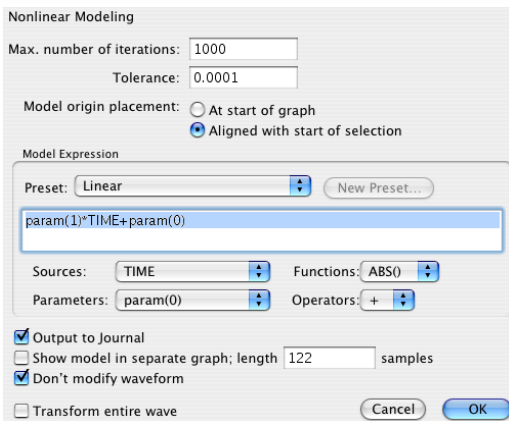 Nonlinear Modeling
Max. number of iterations: 1000
Tolerance: 0.0001
Model origin placement: At start of graph
Aligned with start of selection
Model Expression
Preset: Linear New Preset...
param(1)*TIME+param(0)
Sources: TIME Functions: ABS()
Parameters: param(0) Operators: +
Output to Journal
Show model in separate graph; length 122 samples
Don't modify waveform
Transform entire wave Cancel OK